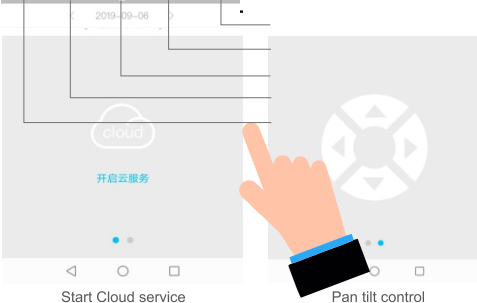 2019-09-06
cloud
开启云服务
Start Cloud service
Pan tilt control